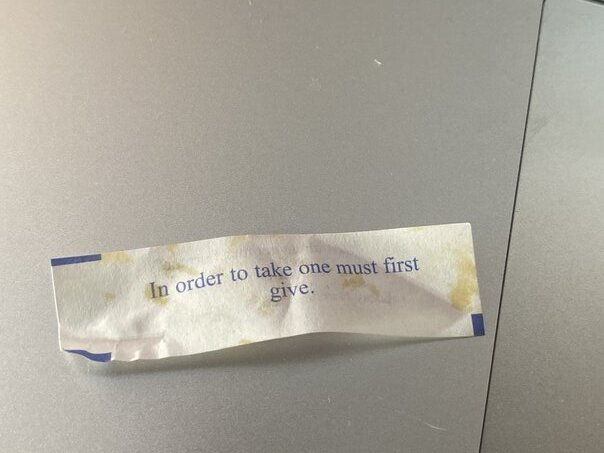 In order to take one must first
give.